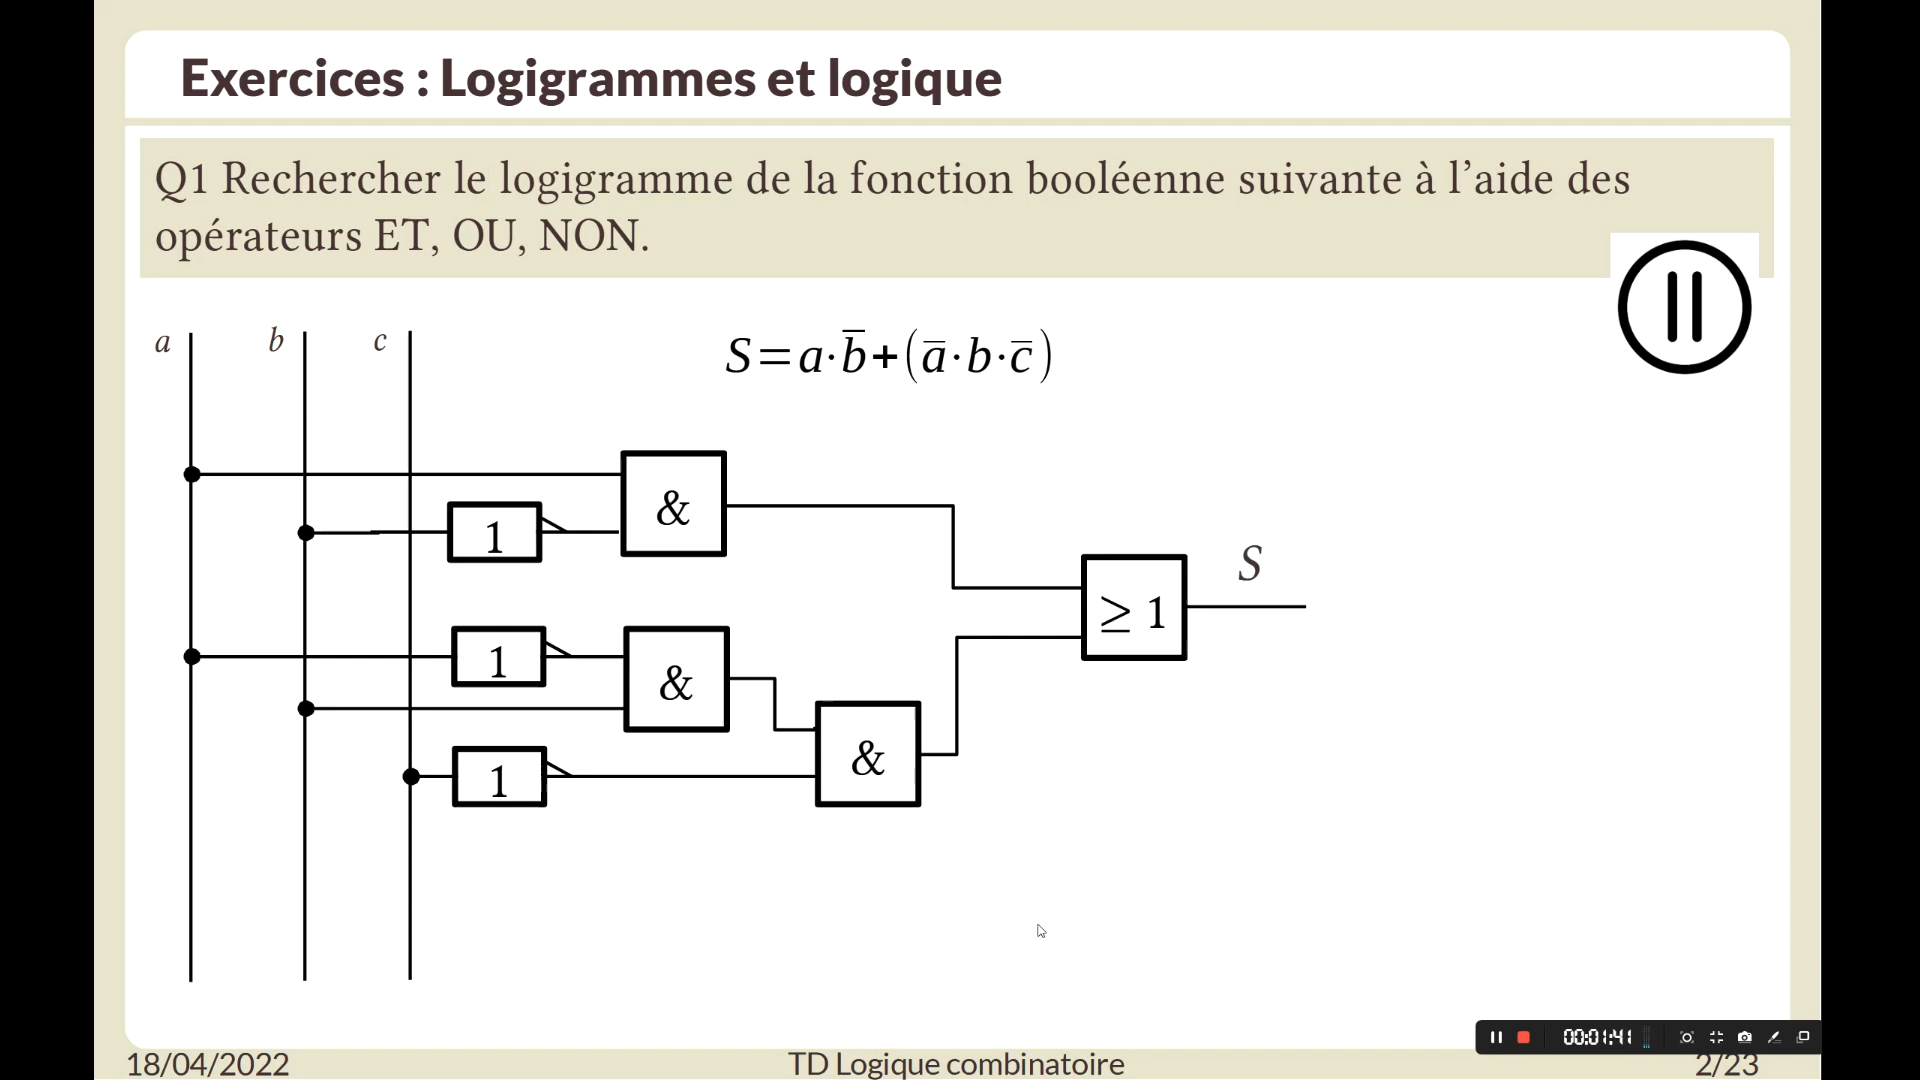 Exercices : Logigrammes et logique
Q1 Rechercher le logigramme de la fonction booléenne suivante à l’aide des
opérateurs ET, OU, NON.
a b c
S=a·b̅+(a̅·b·c̅)
&
1
S
≥ 1
1
&
&
1
00:01:41
18/04/2022 TD Logique combinatoire 2/23